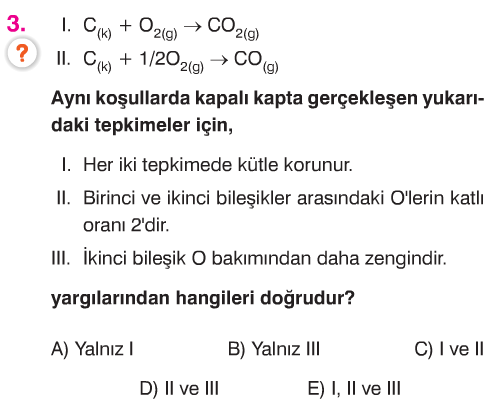 3. I. C(k) + O2(g) → CO2(g)
? II. C(k) + 1/2O2(g) → CO(g)
Aynı koşullarda kapalı kapta gerçekleşen yukarı-
daki tepkimeler için,
I. Her iki tepkimede kütle korunur.
II. Birinci ve ikinci bileşikler arasındaki O'lerin katlı
oranı 2'dir.
III. İkinci bileşik O bakımından daha zengindir.
yargılarından hangileri doğrudur?
A) Yalnız I B) Yalnız III C) I ve II
D) II ve III E) I, II ve III